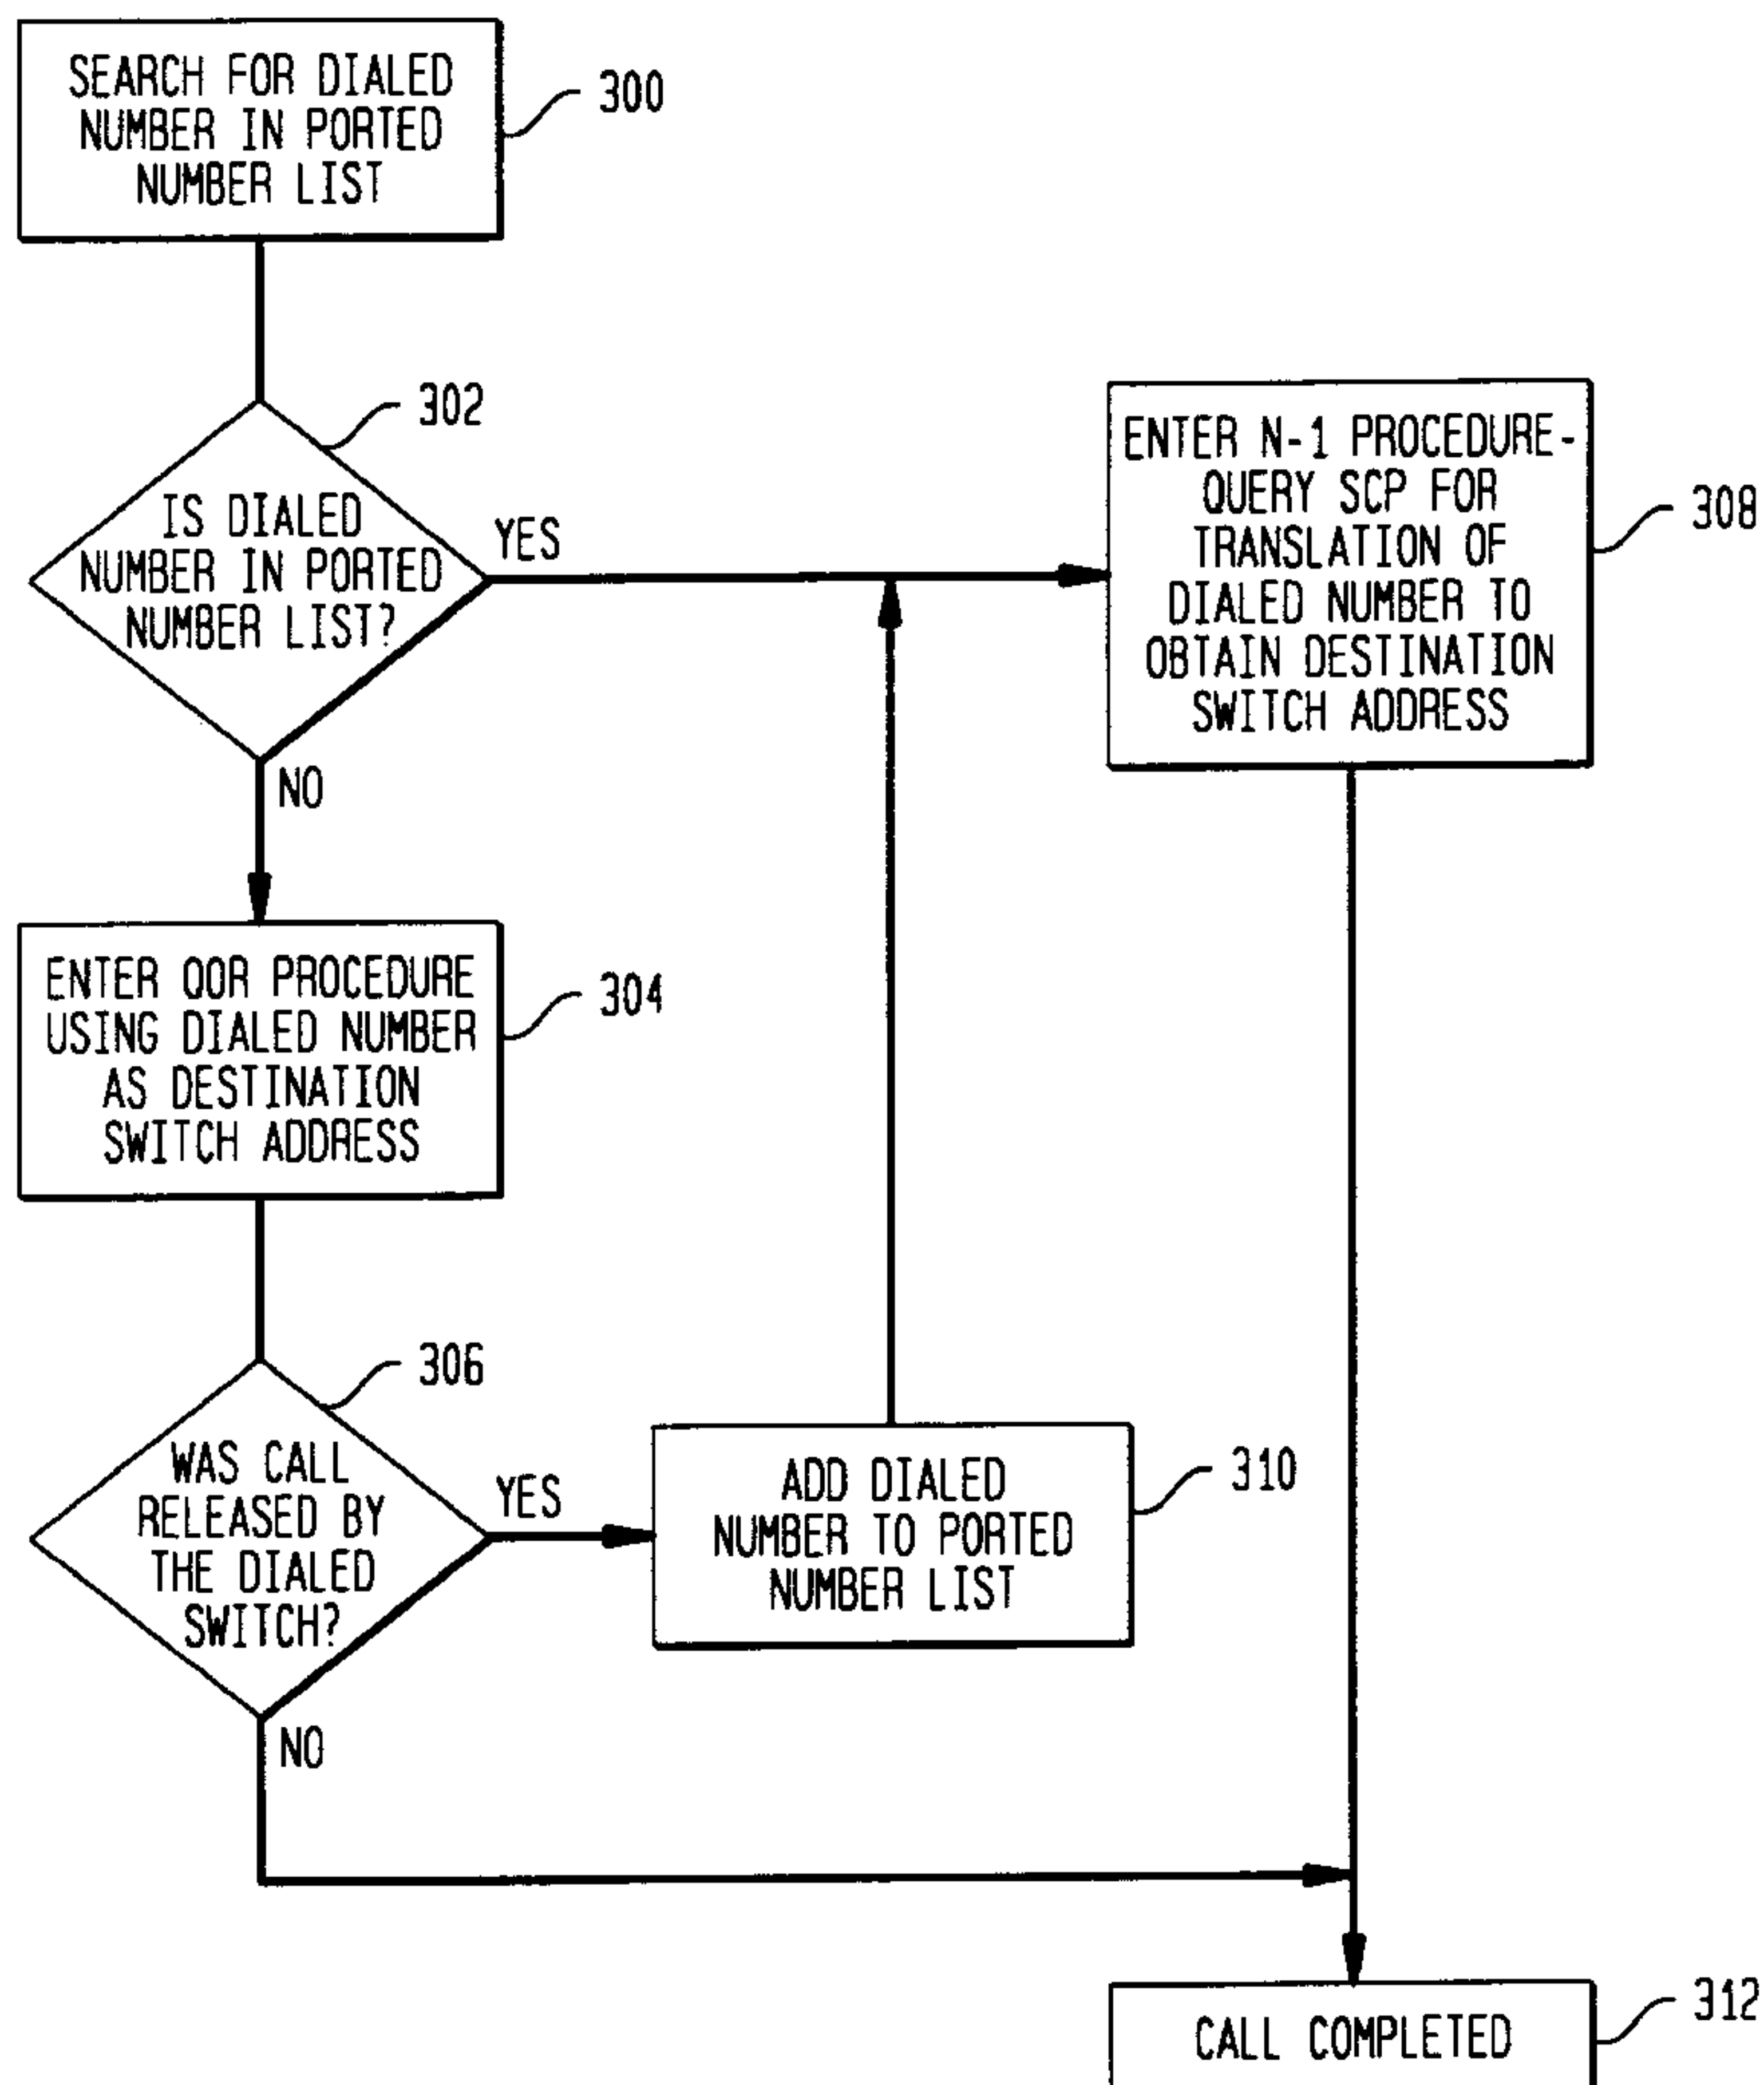 SEARCH FOR DIALED
NUMBER IN PORTED
NUMBER LIST
300
302
IS DIALED
NUMBER IN PORTED
NUMBER LIST?
YES
NO
ENTER N-1 PROCEDURE-
QUERY SCP FOR
TRANSLATION OF
DIALED NUMBER TO
OBTAIN DESTINATION
SWITCH ADDRESS
308
ENTER QOR PROCEDURE
USING DIALED NUMBER
AS DESTINATION
SWITCH ADDRESS
304
306
WAS CALL
RELEASED BY
THE DIALED
SWITCH?
YES
NO
ADD DIALED
NUMBER TO PORTED
NUMBER LIST
310
CALL COMPLETED
312